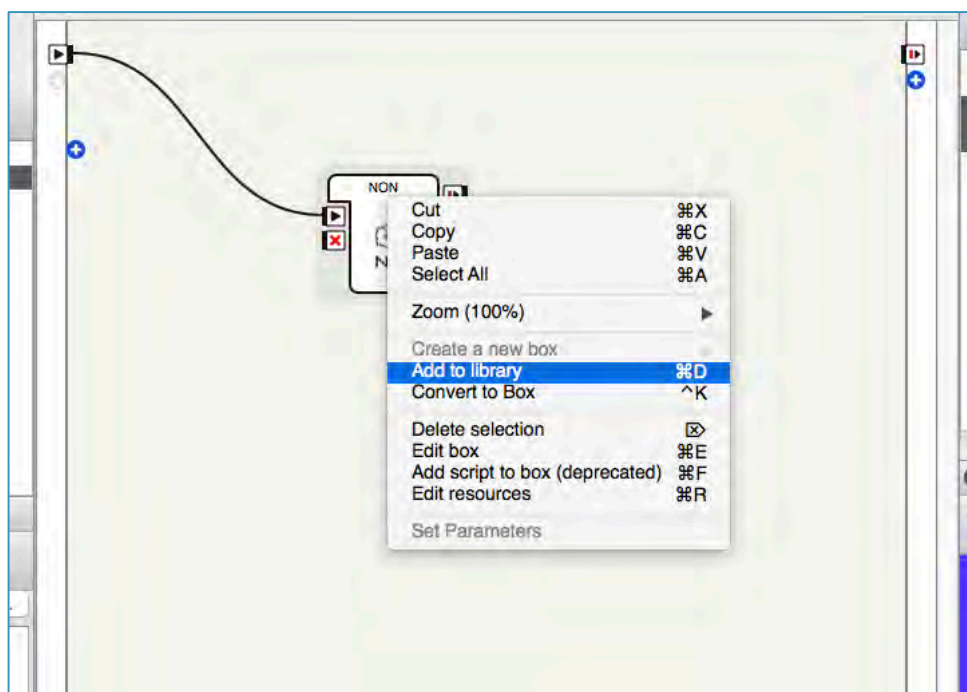 NON
Cut ⌘X
Copy ⌘C
Paste ⌘V
Select All ⌘A
Zoom (100%)
Create a new box
Add to library ⌘D
Convert to Box ^K
Delete selection ⌦
Edit box ⌘E
Add script to box (deprecated) ⌘F
Edit resources ⌘R
Set Parameters